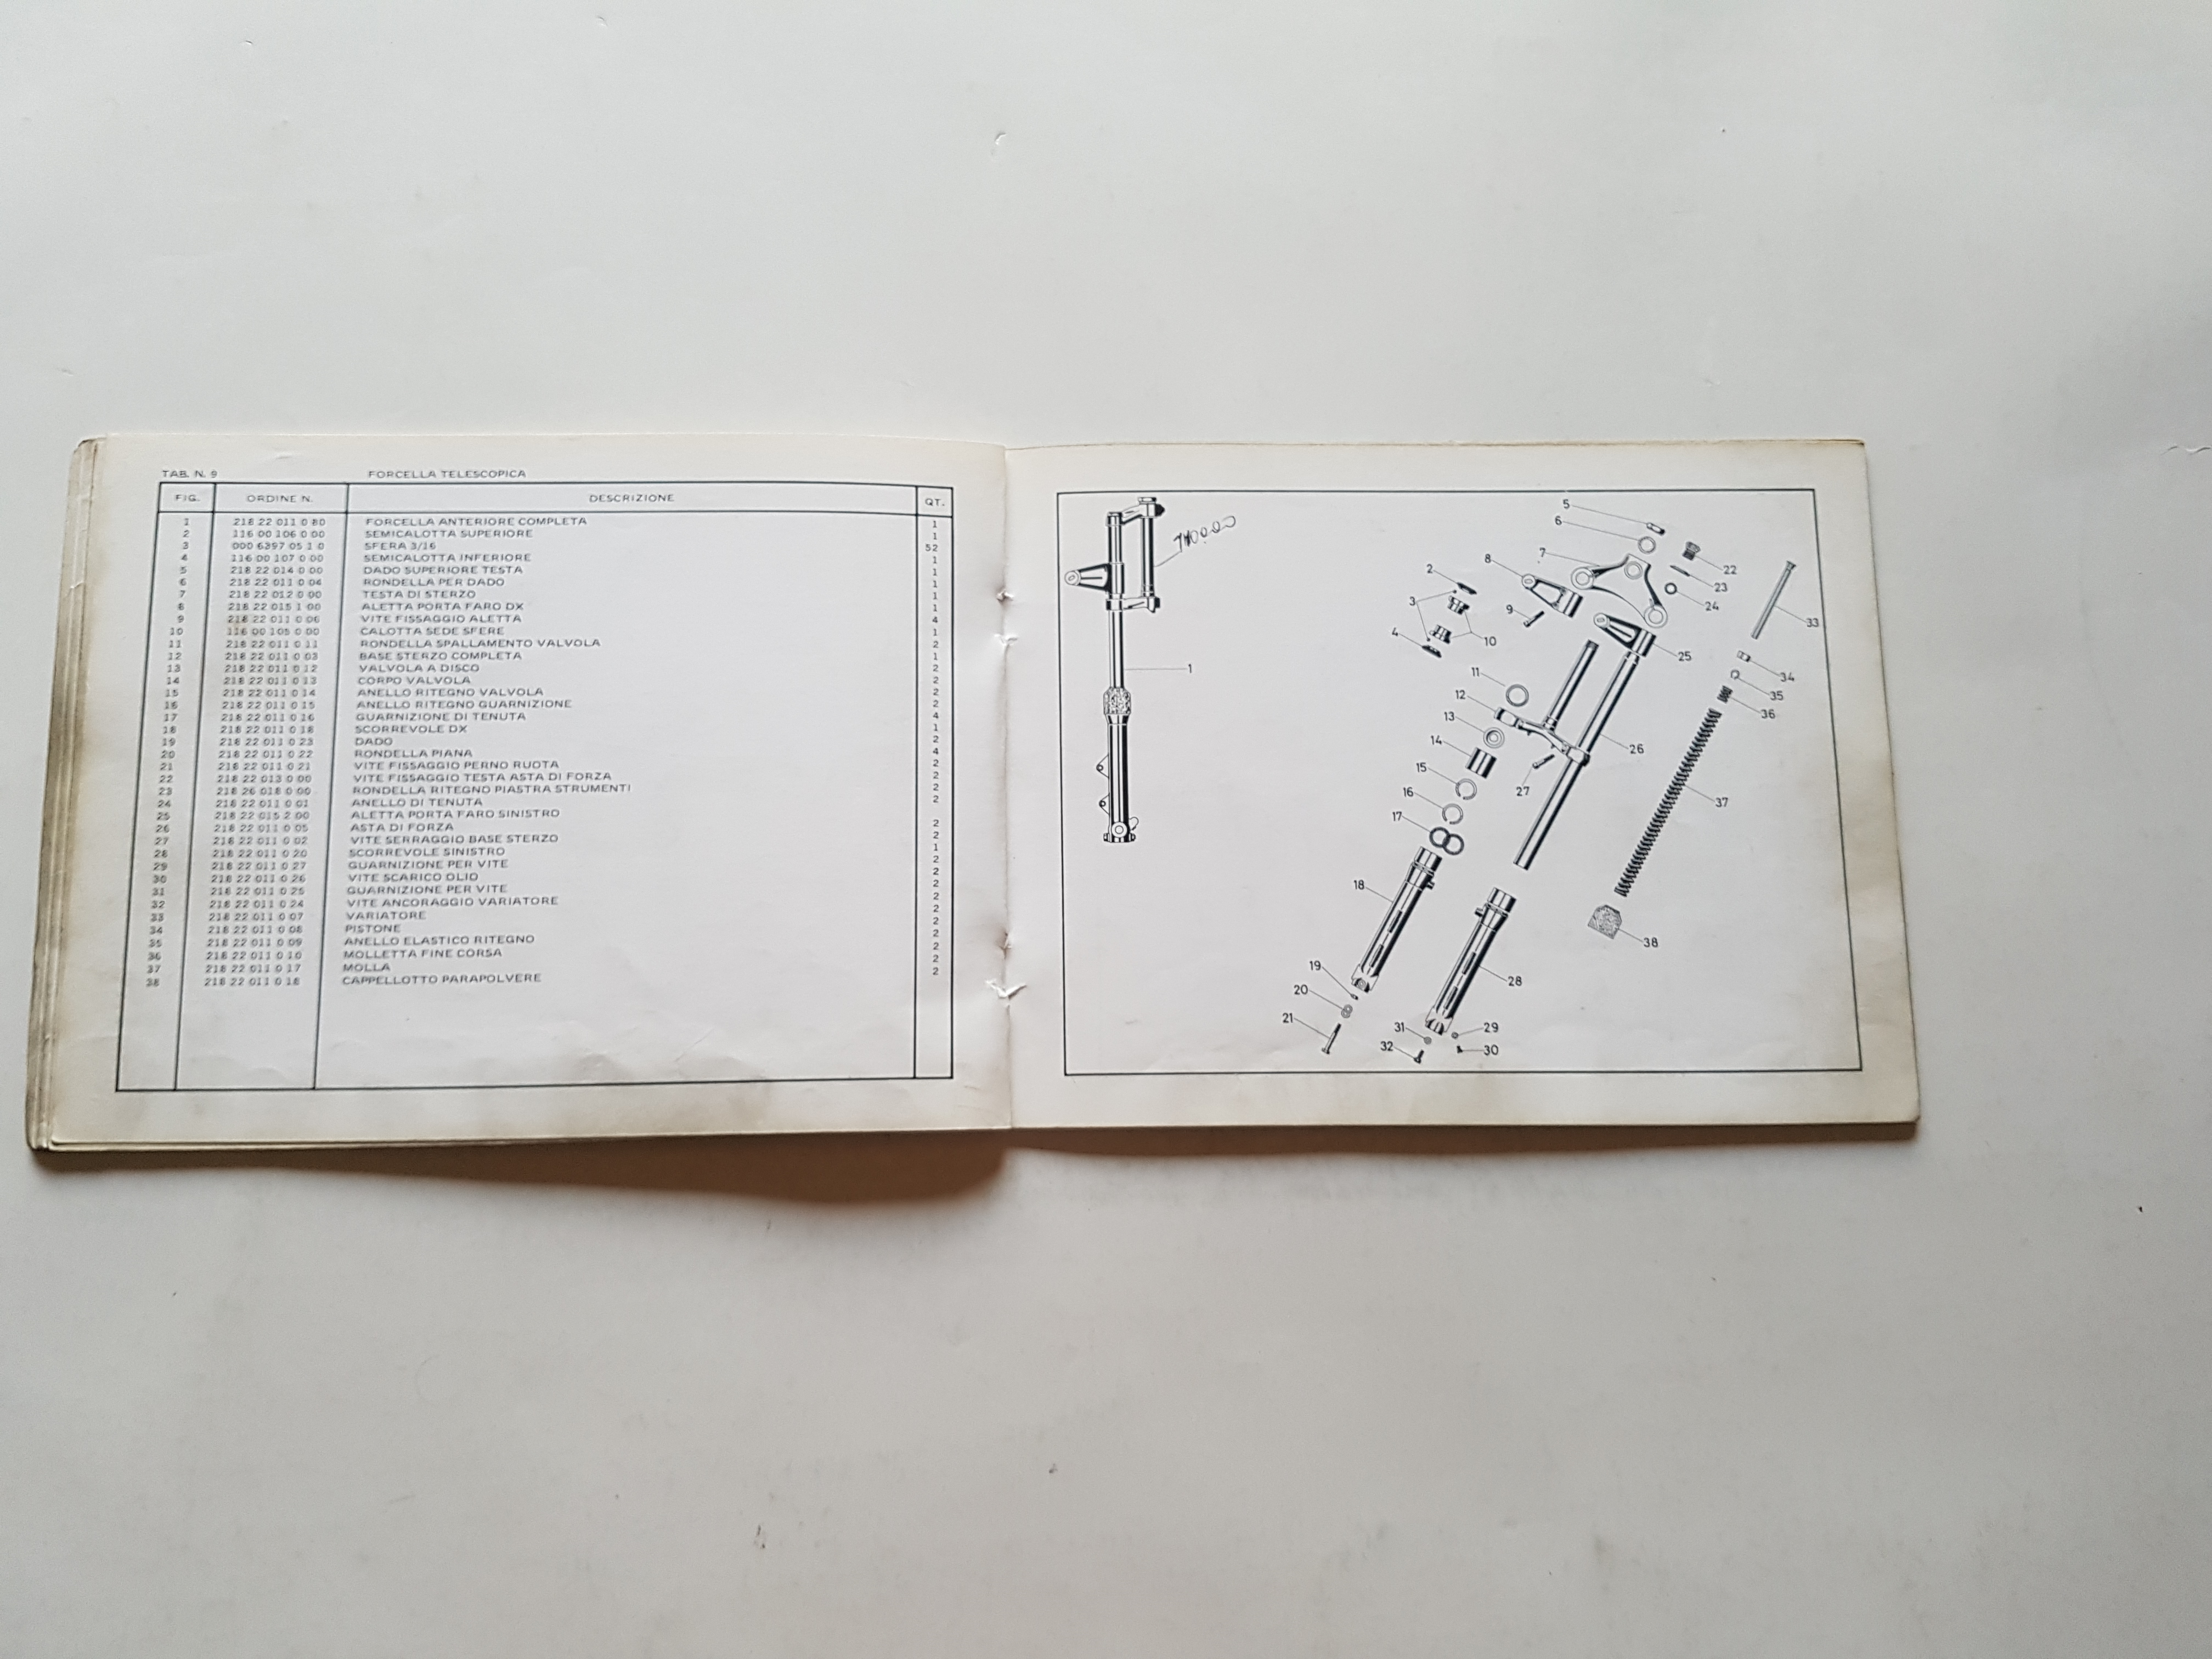 TAB. N. 9 FORCELLA TELESCOPICA
FIG. ORDINE N. DESCRIZIONE QT.
1 218 22 011 0 80 FORCELLA ANTERIORE COMPLETA 1
2 116 00 106 0 00 SEMICALOTTA SUPERIORE 1
3 000 6397 05 1 0 SFERA 3/16 52
4 116 00 107 0 00 SEMICALOTTA INFERIORE 1
5 218 22 014 0 00 DADO SUPERIORE TESTA 1
6 218 22 011 0 04 RONDELLA PER DADO 1
7 218 22 012 0 00 TESTA DI STERZO 1
8 218 22 015 1 00 ALETTA PORTA FARO DX 1
9 218 22 011 0 06 VITE FISSAGGIO ALETTA 4
10 116 00 105 0 00 CALOTTA SEDE SFERE 1
11 218 22 011 0 11 RONDELLA SPALLAMENTO VALVOLA 2
12 218 22 011 0 03 BASE STERZO COMPLETA 1
13 218 22 011 0 12 VALVOLA A DISCO 2
14 218 22 011 0 13 CORPO VALVOLA 2
15 218 22 011 0 14 ANELLO RITEGNO VALVOLA 2
16 218 22 011 0 15 ANELLO RITEGNO GUARNIZIONE 2
17 218 22 011 0 16 GUARNIZIONE DI TENUTA 4
18 218 22 011 0 18 SCORREVOLE DX 1
19 218 22 011 0 23 DADO 2
20 218 22 011 0 22 RONDELLA PIANA 4
21 218 22 011 0 21 VITE FISSAGGIO PERNO RUOTA 2
22 218 22 013 0 00 VITE FISSAGGIO TESTA ASTA DI FORZA 2
23 218 26 018 0 00 RONDELLA RITEGNO PIASTRA STRUMENTI 2
24 218 22 011 0 01 ANELLO DI TENUTA 2
25 218 22 015 2 00 ALETTA PORTA FARO SINISTRO
26 218 22 011 0 05 ASTA DI FORZA 2
27 218 22 011 0 02 VITE SERRAGGIO BASE STERZO 2
28 218 22 011 0 20 SCORREVOLE SINISTRO 1
29 218 22 011 0 27 GUARNIZIONE PER VITE 2
30 218 22 011 0 26 VITE SCARICO OLIO 2
31 218 22 011 0 25 GUARNIZIONE PER VITE 2
32 218 22 011 0 24 VITE ANCORAGGIO VARIATORE 2
33 218 22 011 0 07 VARIATORE 2
34 218 22 011 0 08 PISTONE 2
35 218 22 011 0 09 ANELLO ELASTICO RITEGNO 2
36 218 22 011 0 10 MOLLETTA FINE CORSA 2
37 218 22 011 0 17 MOLLA 2
38 218 22 011 0 18 CAPPELLOTTO PARAPOLVERE 2
1
5
6
7
8
2
22
23
3
9
24
33
4
10
25
11
34
12
35
36
13
14
26
15
27
37
16
17
18
38
19
28
20
21
31
29
32
30